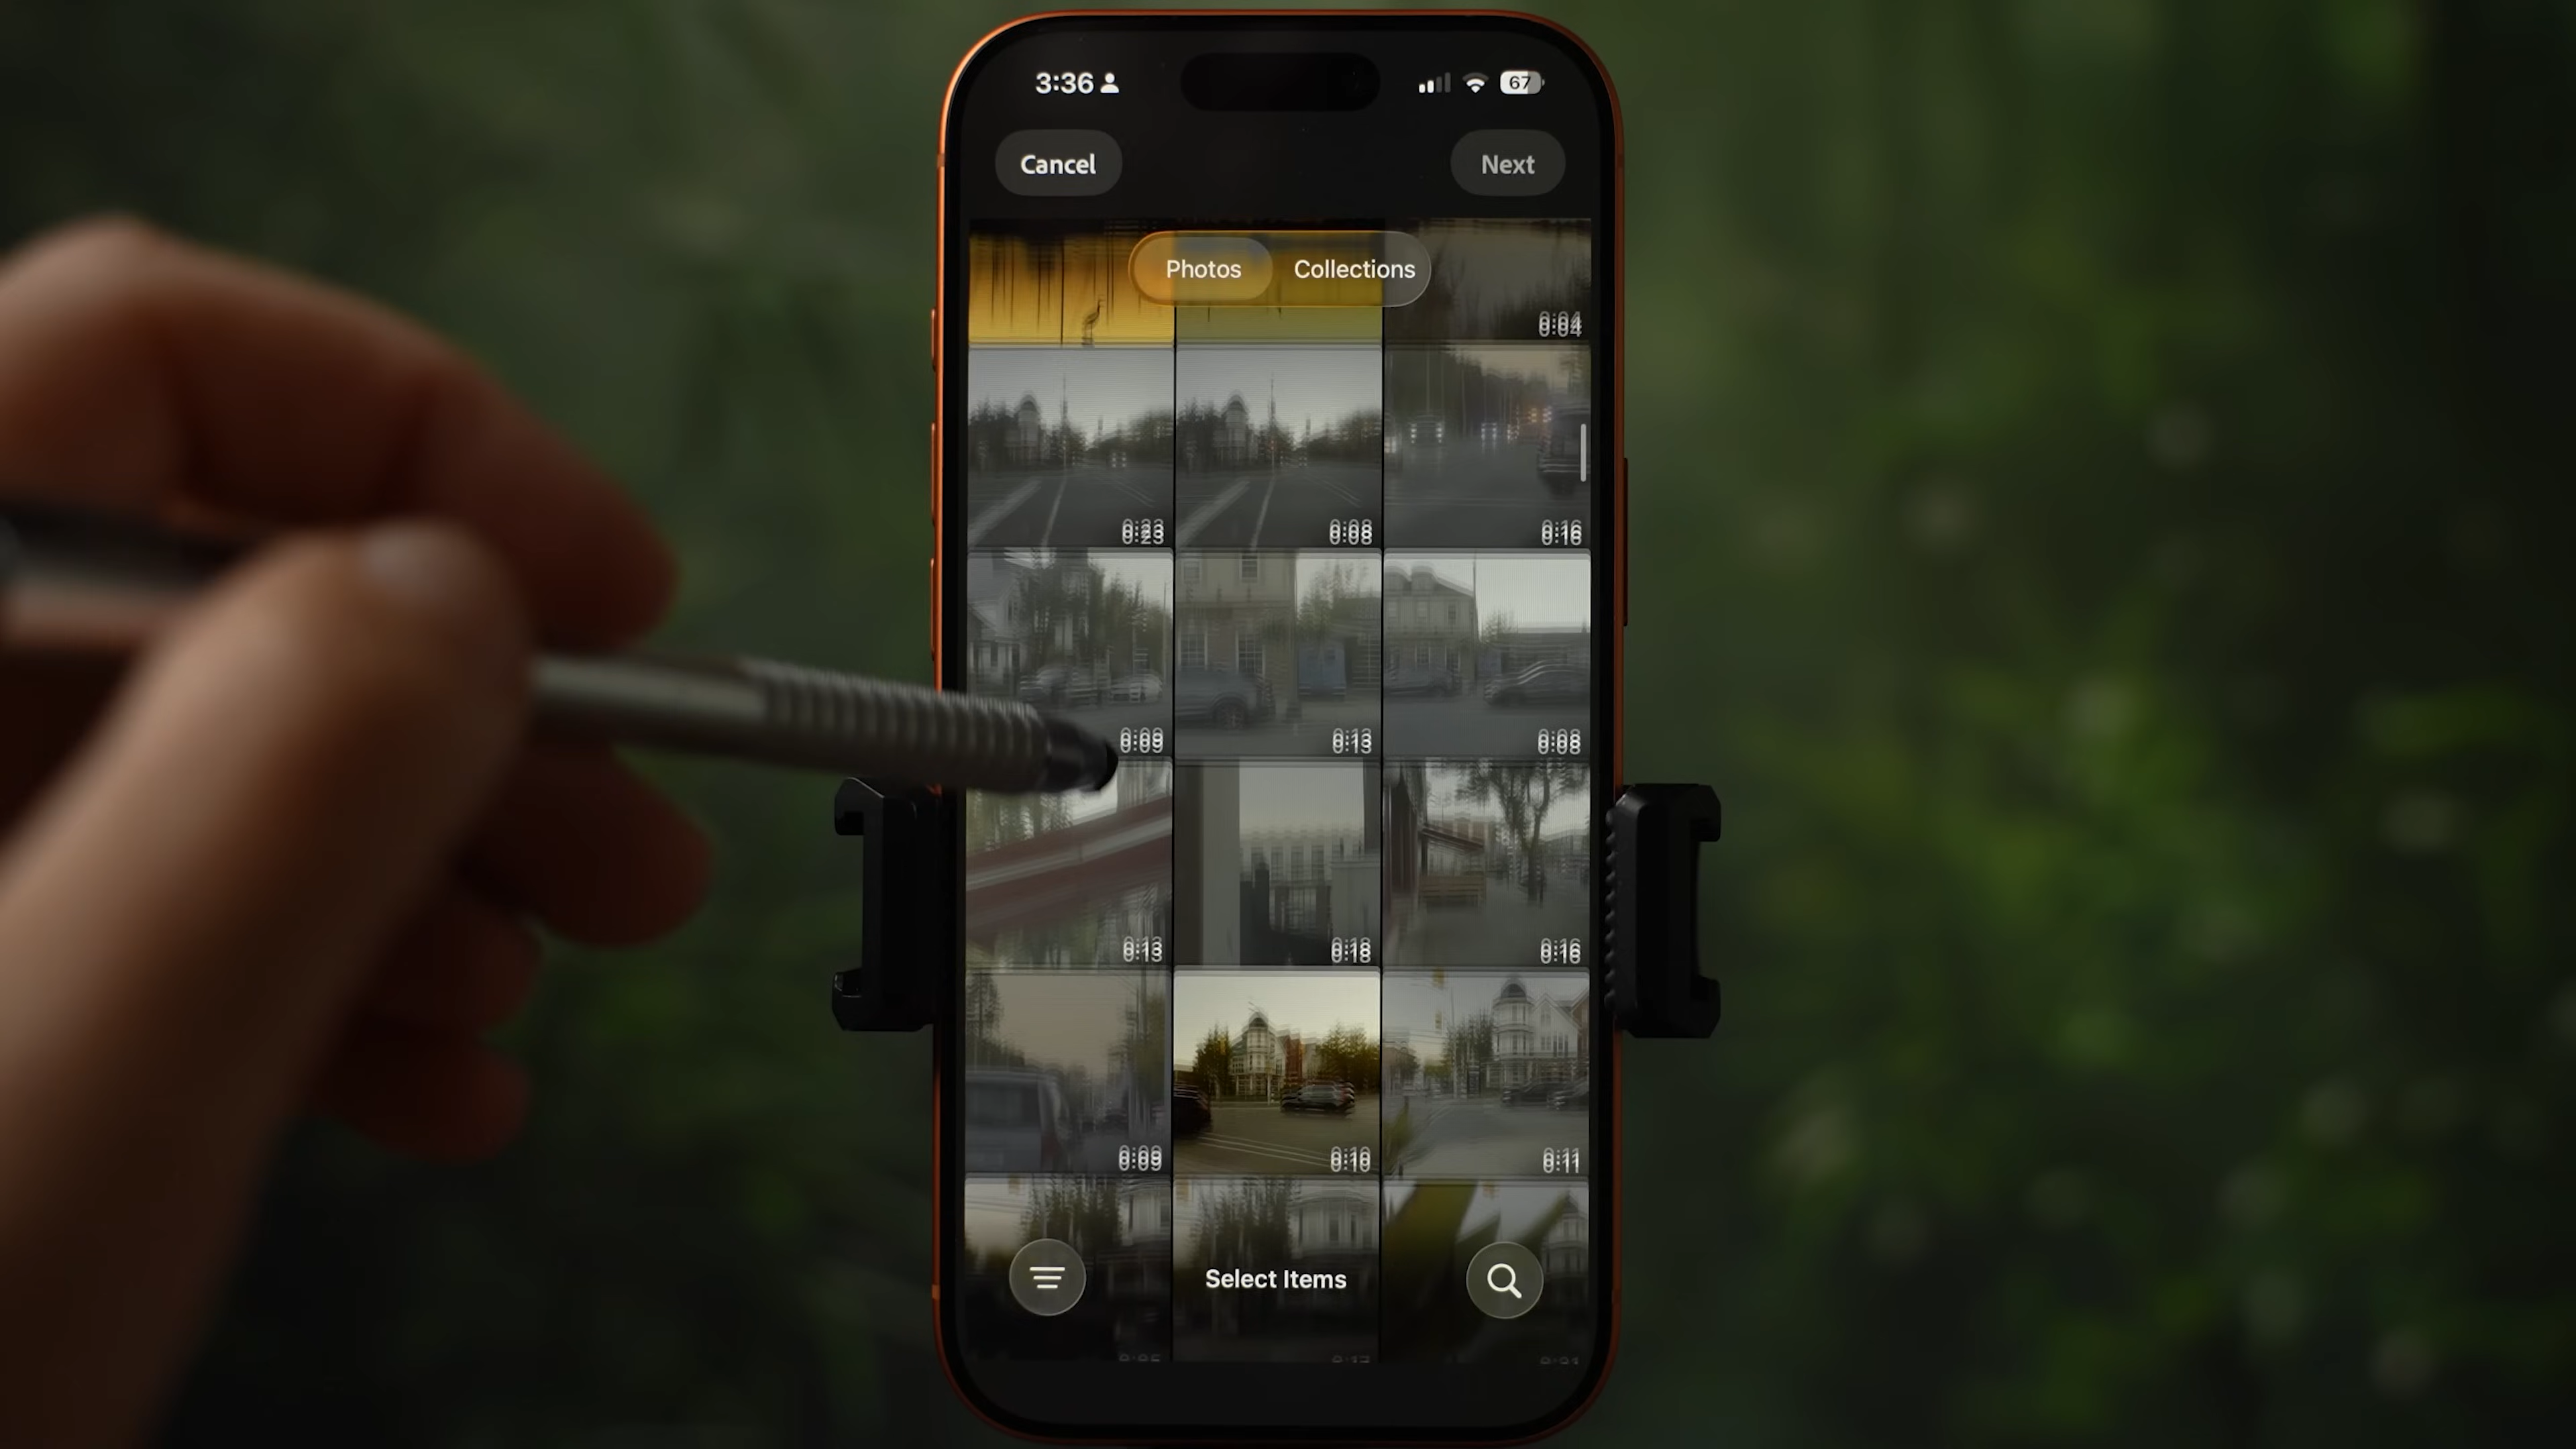 3:36 67
Cancel Next
Photos Collections
0:04
0:23 0:08 0:16
0:09 0:13 0:08
0:13 0:18 0:16
0:09 0:10 0:11
Select Items